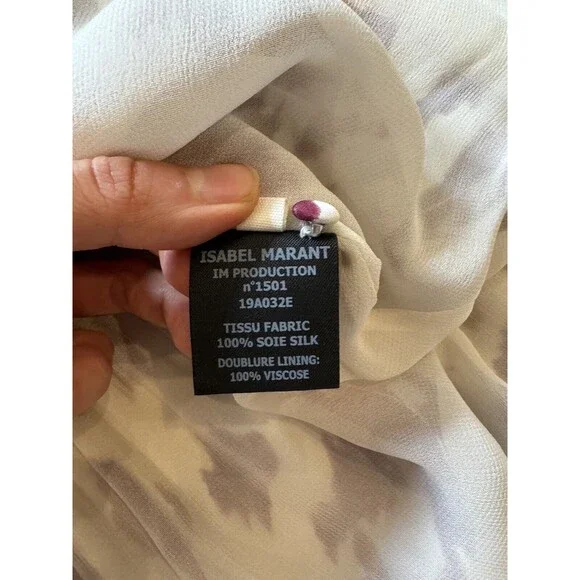 ISABEL MARANT
IM PRODUCTION
n°1501
19A032E
TISSU FABRIC
100% SOIE SILK
DOUBLURE LINING:
100% VISCOSE